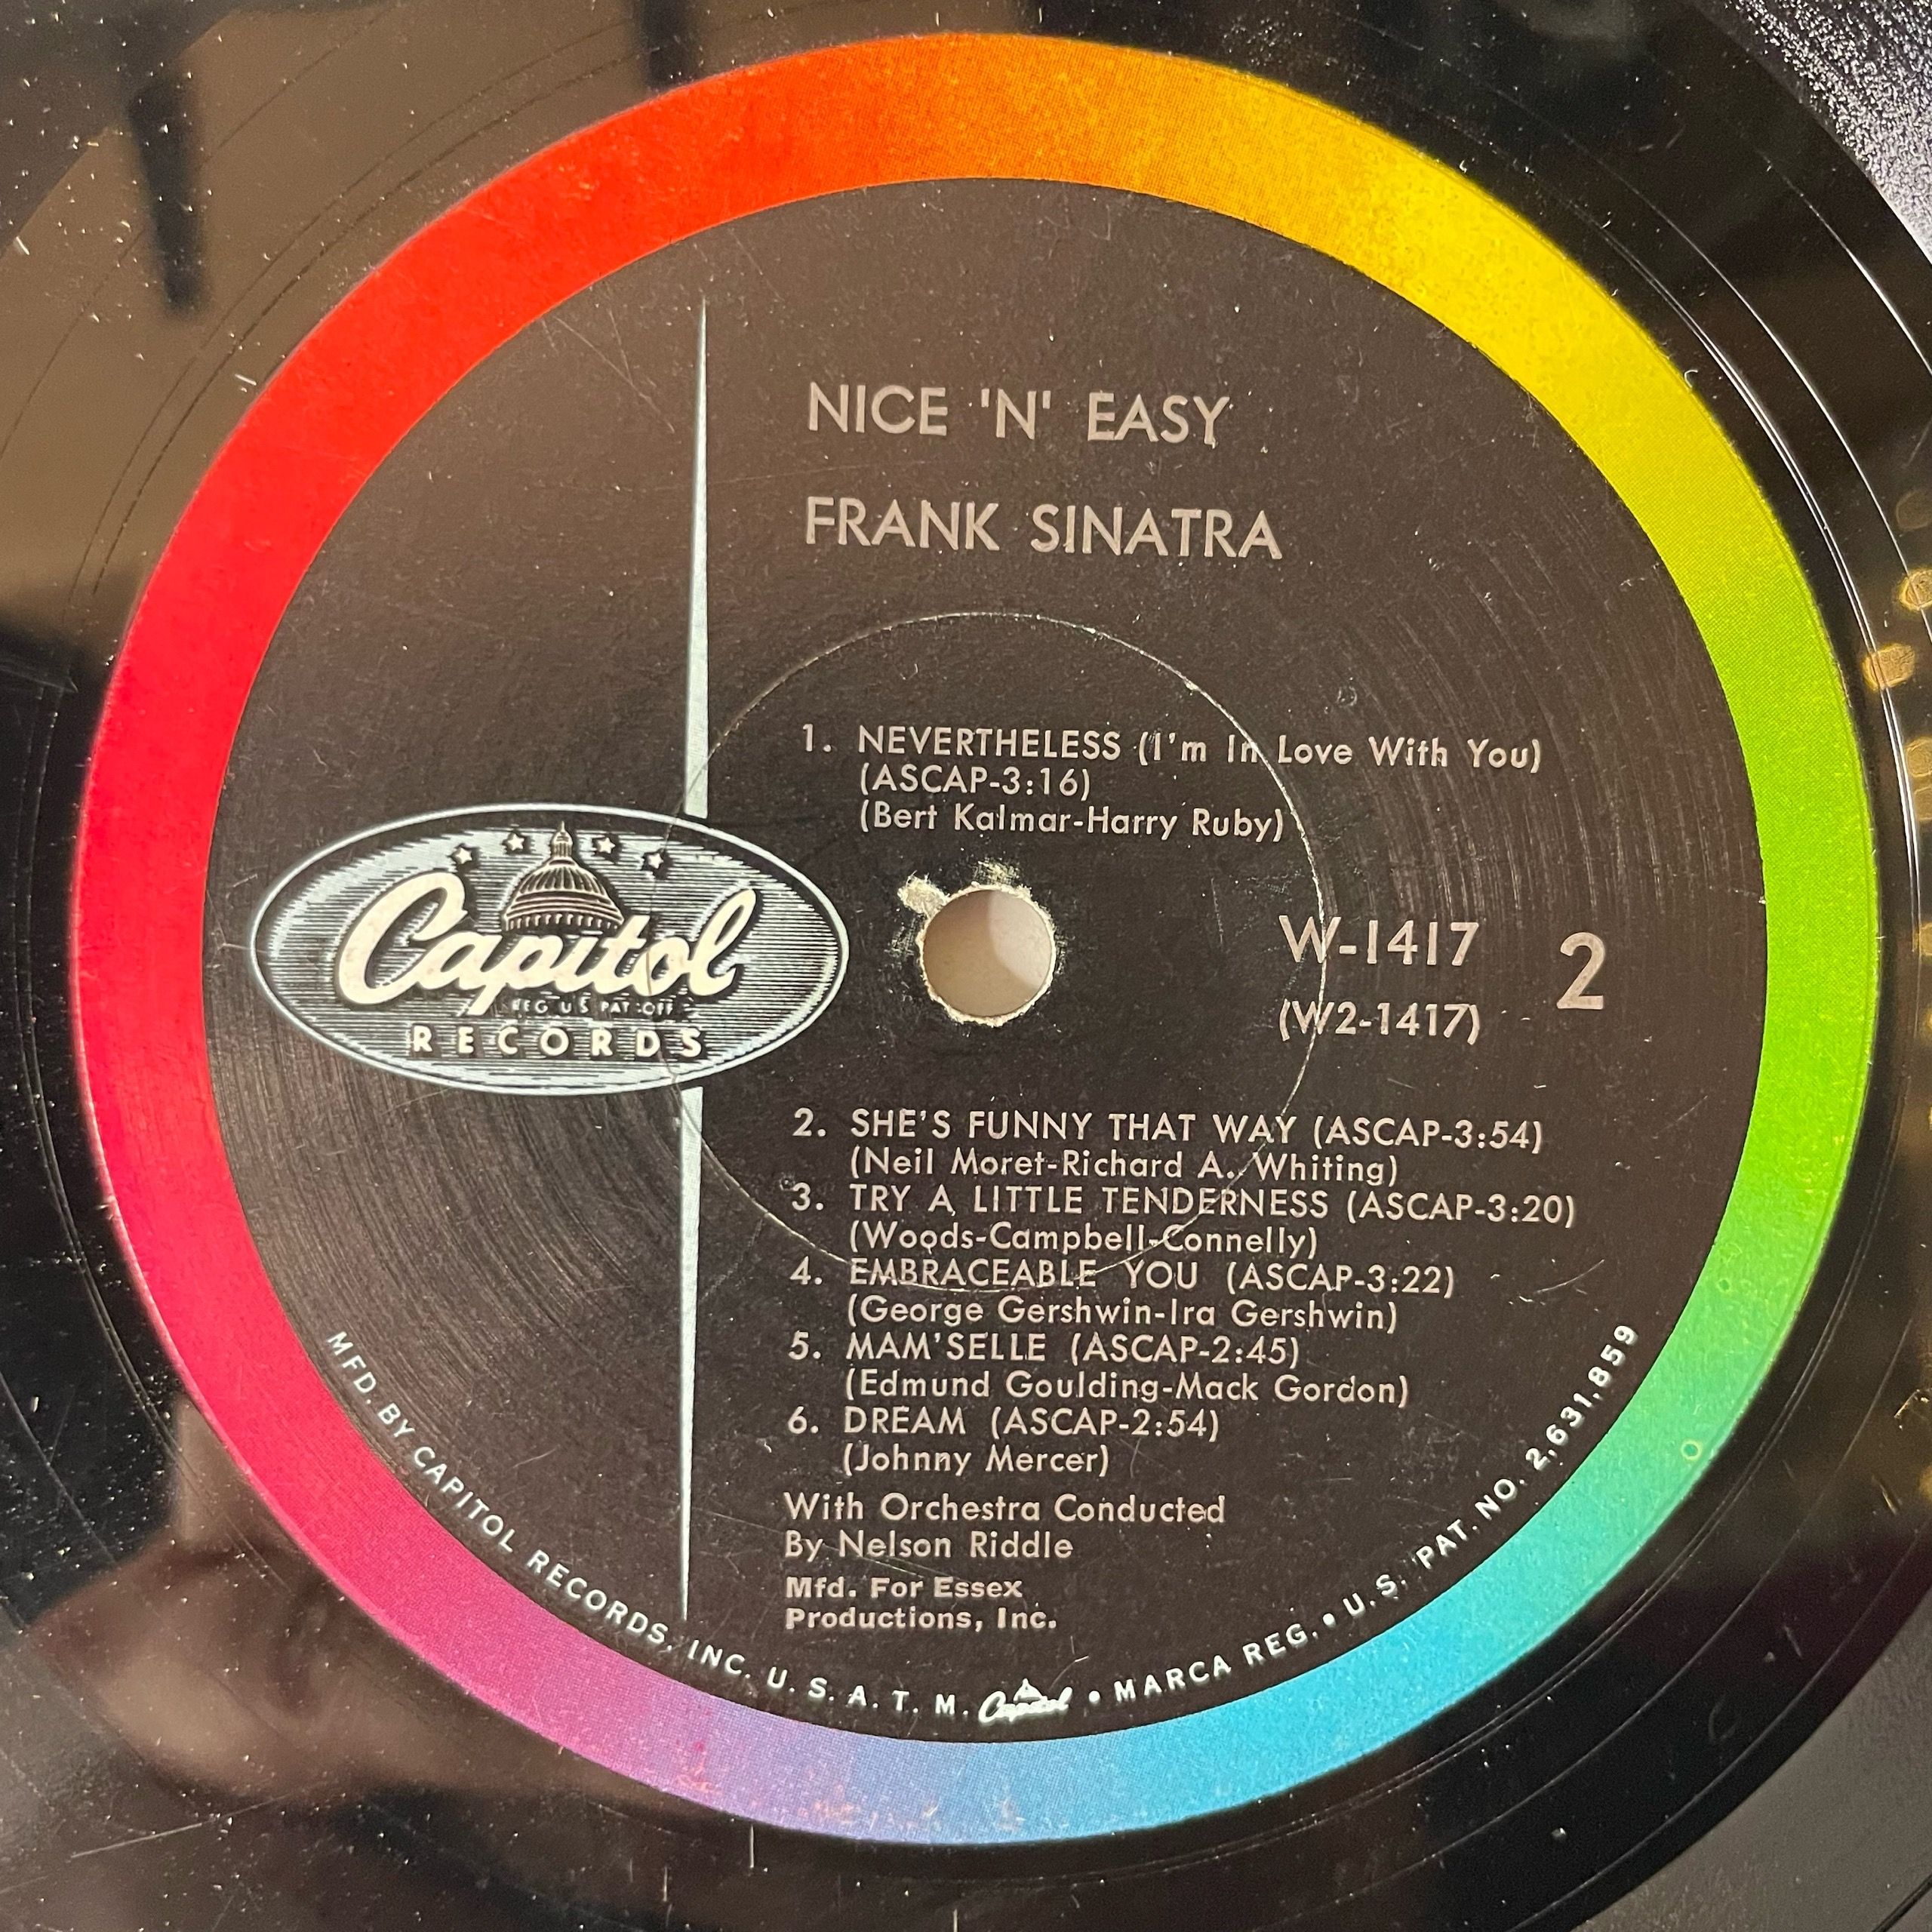 NICE 'N' EASY
FRANK SINATRA
1. NEVERTHELESS (I'm In Love With You)
(ASCAP-3:16)
(Bert Kalmar-Harry Ruby)
Capitol
REG U.S. PAT. OFF.
RECORDS
W-1417
2
(W2-1417)
2. SHE'S FUNNY THAT WAY (ASCAP-3:54)
(Neil Moret-Richard A. Whiting)
3. TRY A LITTLE TENDERNESS (ASCAP-3:20)
(Woods-Campbell-Connelly)
4. EMBRACEABLE YOU (ASCAP-3:22)
(George Gershwin-Ira Gershwin)
5. MAM'SELLE (ASCAP-2:45)
(Edmund Goulding-Mack Gordon)
6. DREAM (ASCAP-2:54)
(Johnny Mercer)
With Orchestra Conducted
By Nelson Riddle
Mfd. For Essex
Productions, Inc.
MFD. BY CAPITOL RECORDS, INC. U.S.A. T.M. Capitol • MARCA REG. • U.S. PAT. NO. 2,631,859